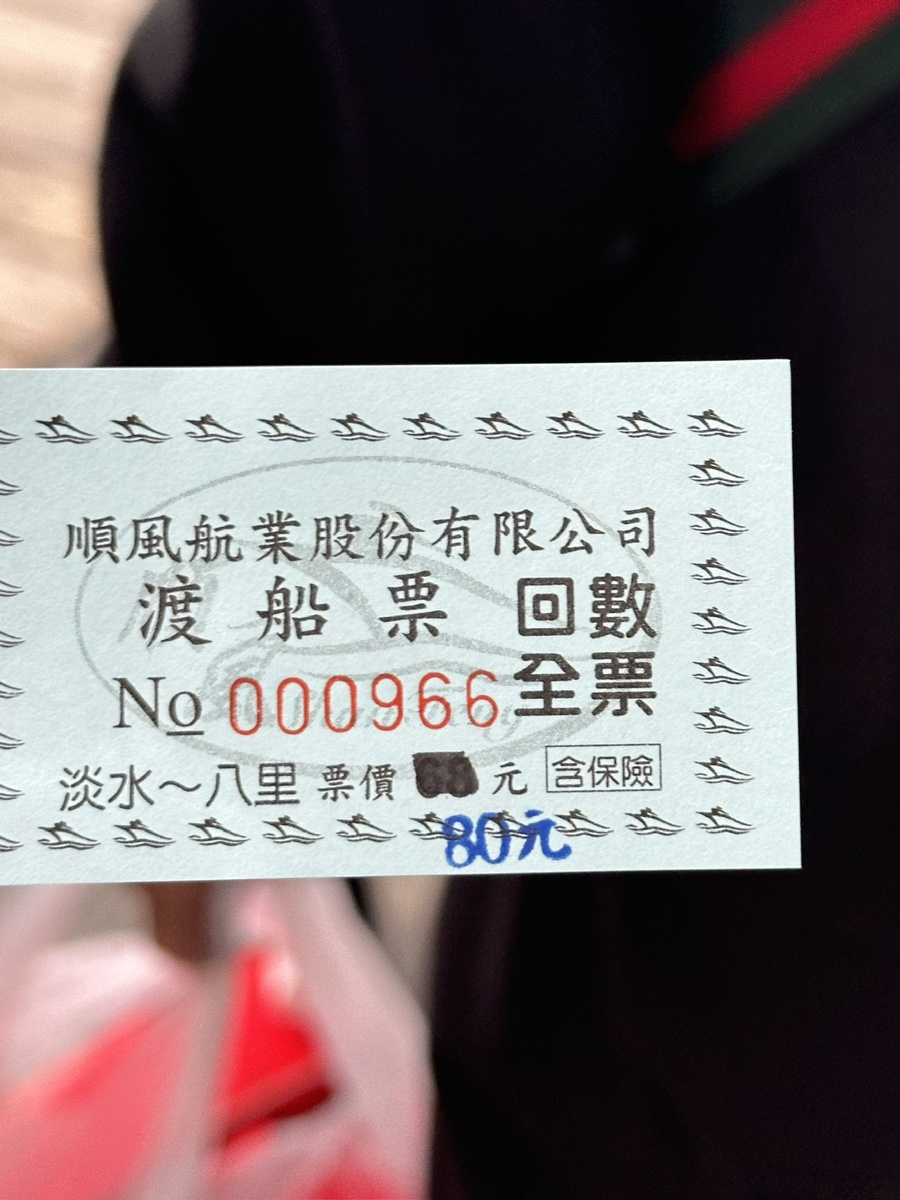 順風航業股份有限公司
渡船票 回數全票
No 000966
淡水～八里 票價 元 含保險
80元